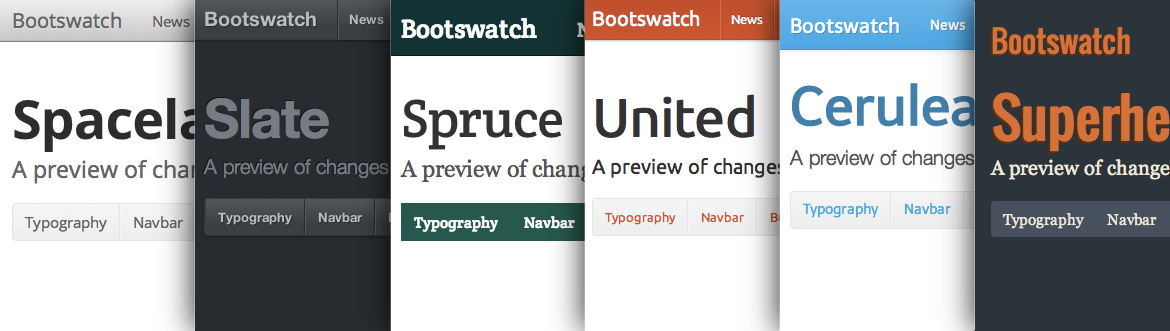 Bootswatch News
Spacela
A preview of chan
Typography Navbar
Bootswatch News
Slate
A preview of changes
Typography Navbar
Bootswatch
Spruce
A preview of chang
Typography Navbar
Bootswatch News
United
A preview of changes
Typography Navbar B
Bootswatch News
Cerulea
A preview of changes
Typography Navbar
Bootswatch
Superhe
A preview of change
Typography Navbar